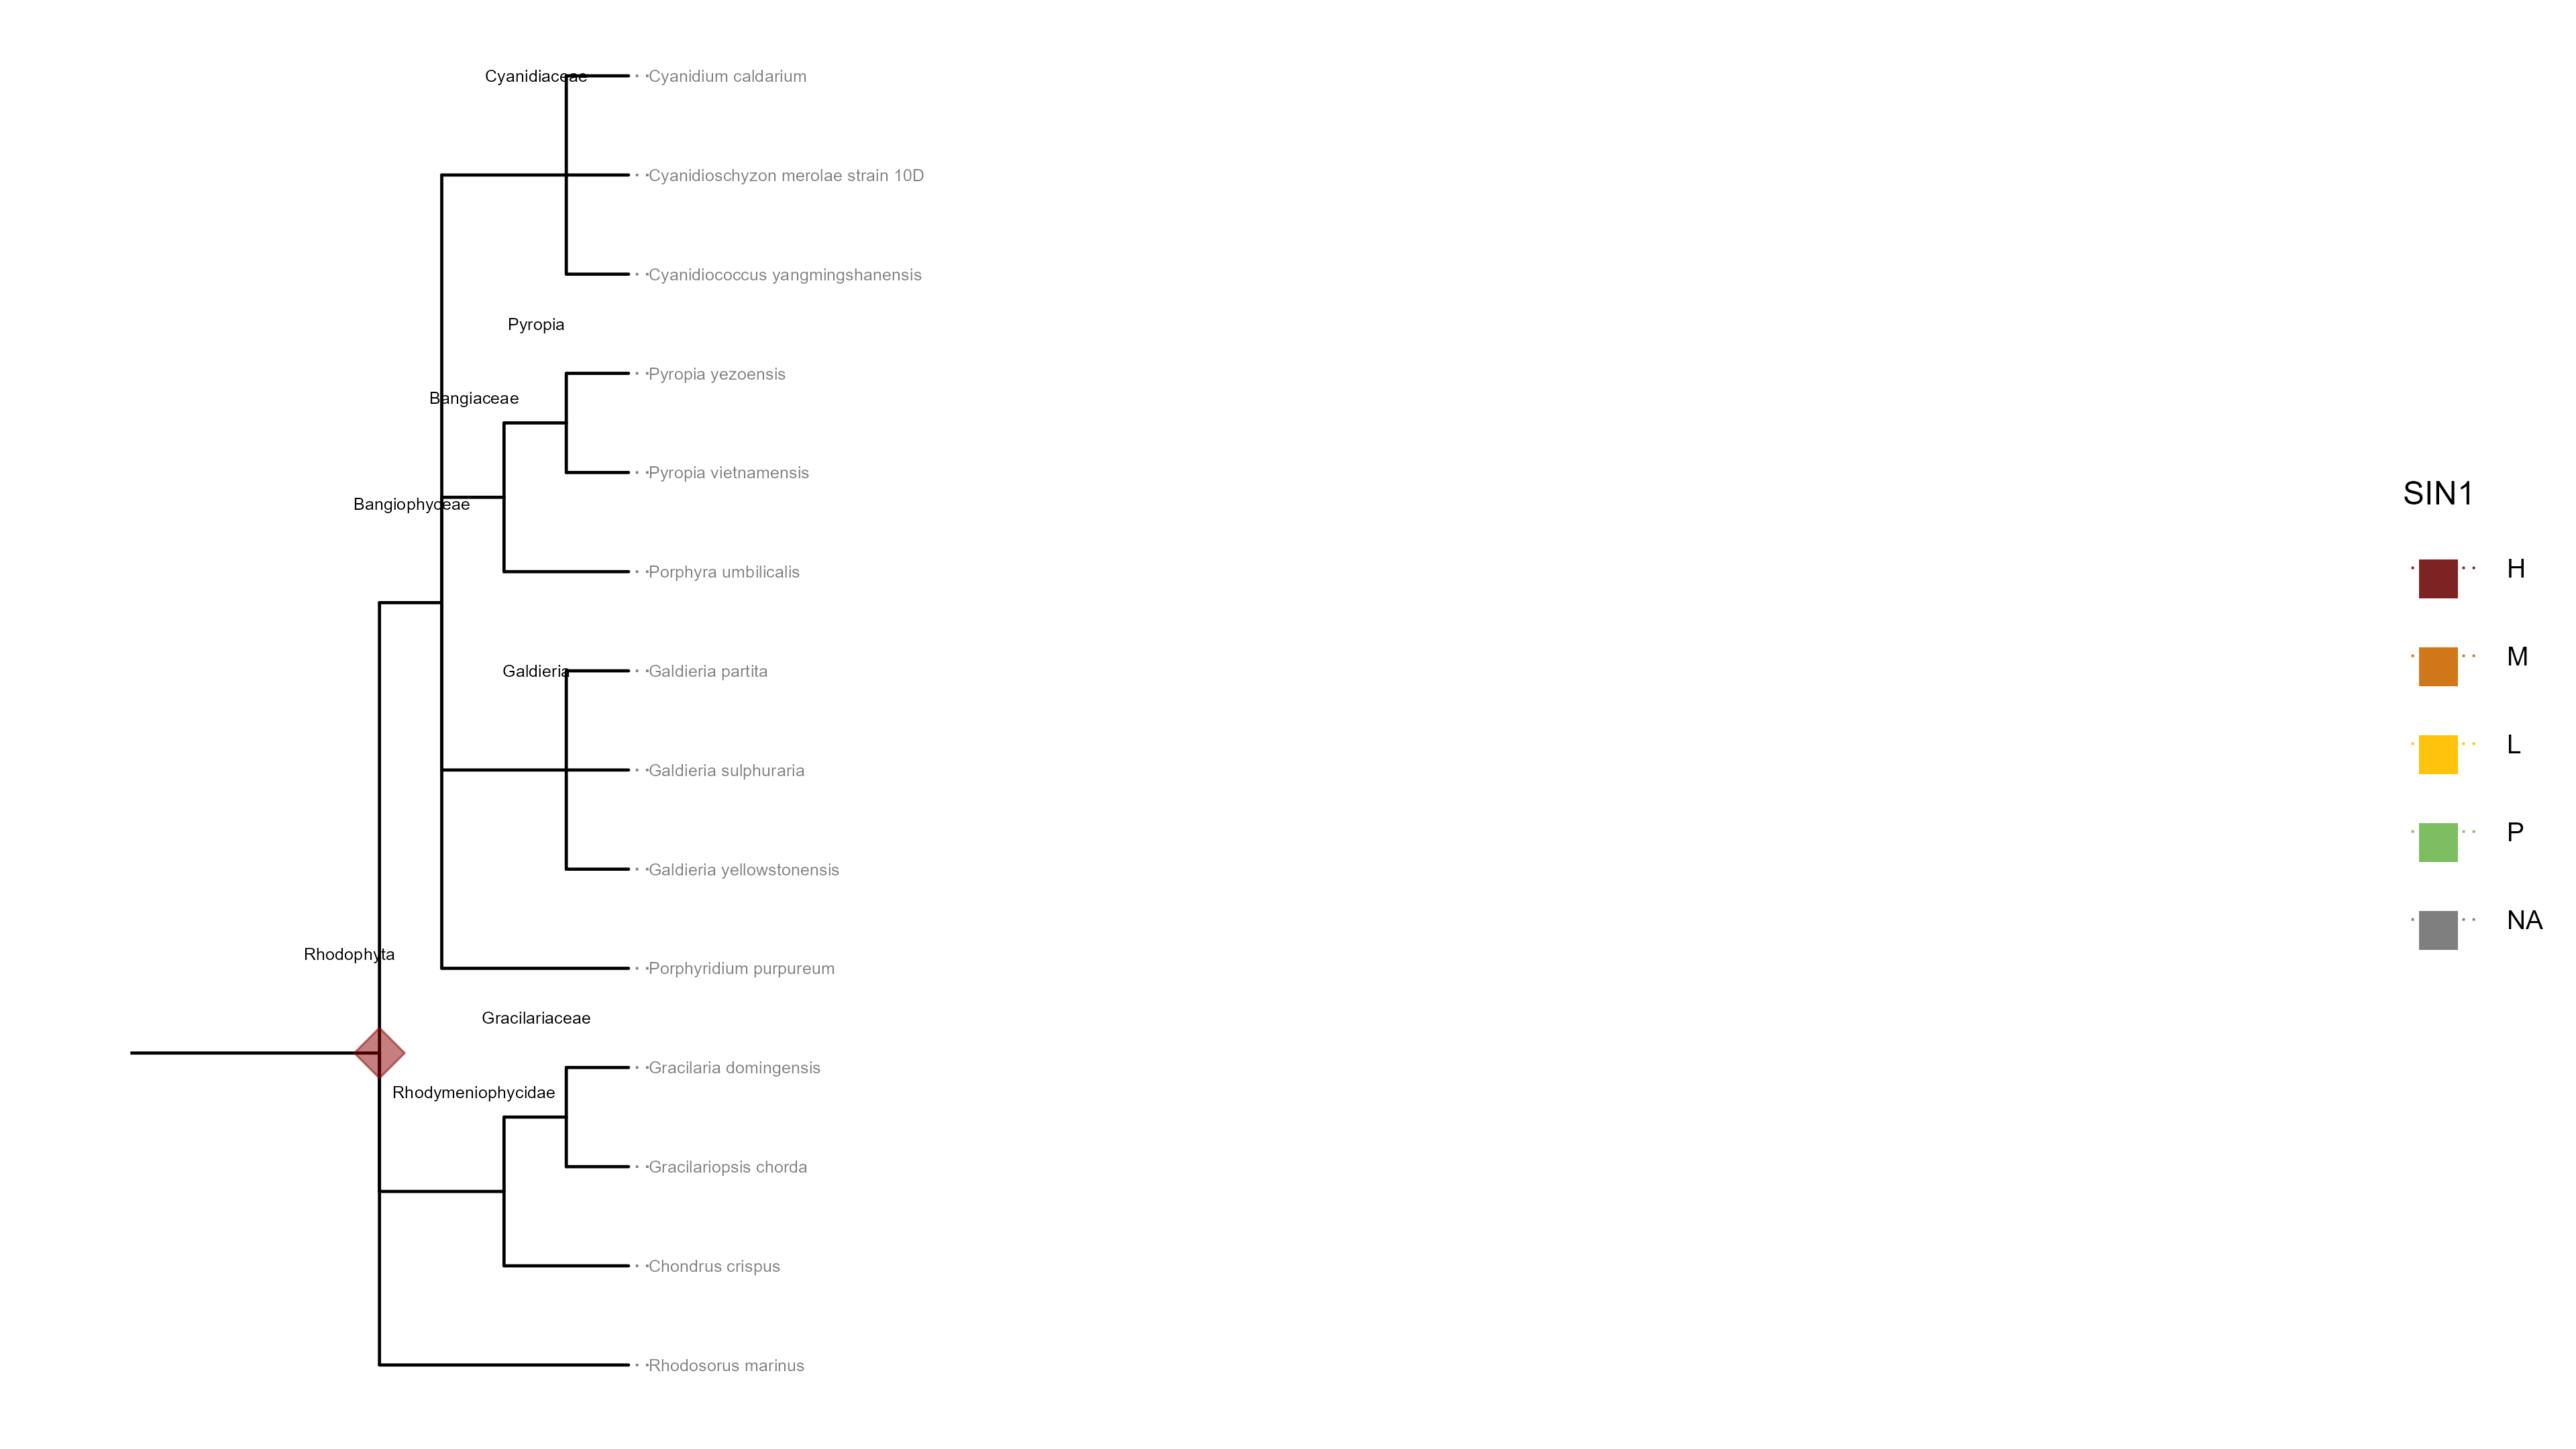 Cyanidiaceae
Cyanidium caldarium
Cyanidioschyzon merolae strain 10D
Cyanidiococcus yangmingshanensis
Pyropia
Pyropia yezoensis
Bangiaceae
Pyropia vietnamensis
Bangiophyceae
Porphyra umbilicalis
Galdieria
Galdieria partita
Galdieria sulphuraria
Galdieria yellowstonensis
Rhodophyta
Porphyridium purpureum
Gracilariaceae
Gracilaria domingensis
Rhodymeniophycidae
Gracilariopsis chorda
Chondrus crispus
Rhodosorus marinus
SIN1
H
M
L
P
NA